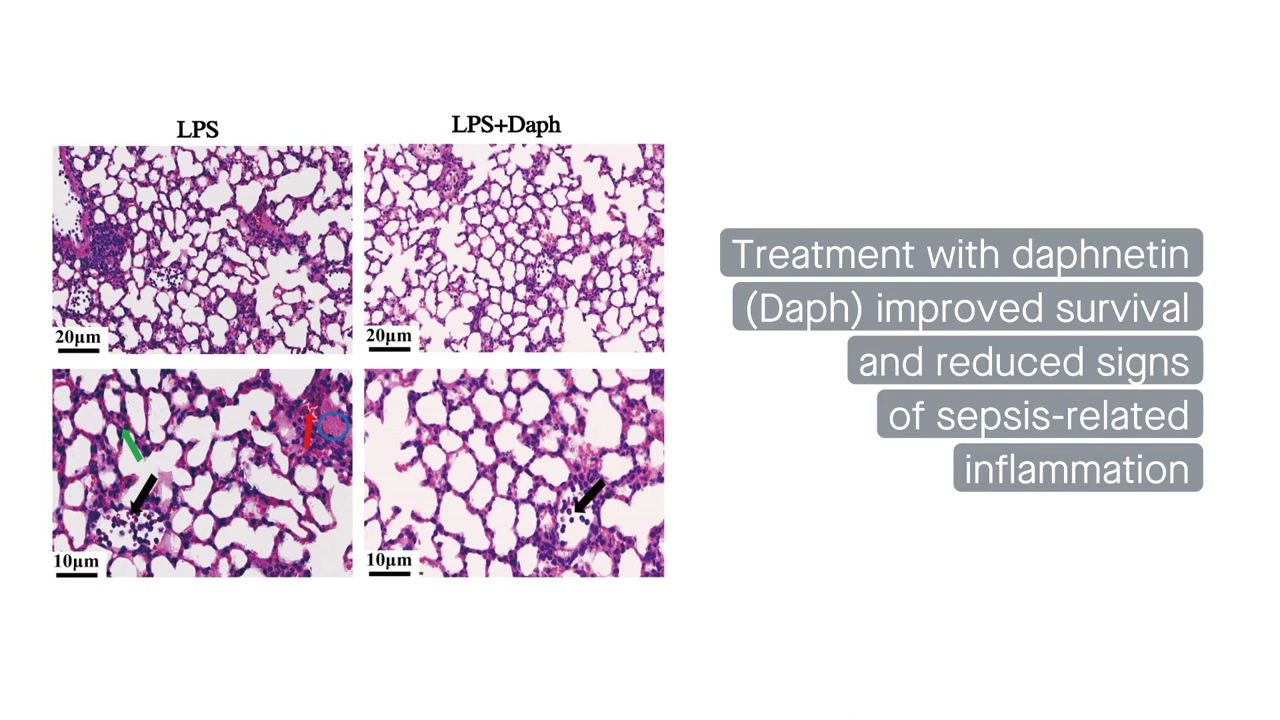 LPS
LPS+Daph
20μm
20μm
10μm
10μm
Treatment with daphnetin
(Daph) improved survival
and reduced signs
of sepsis-related
inflammation